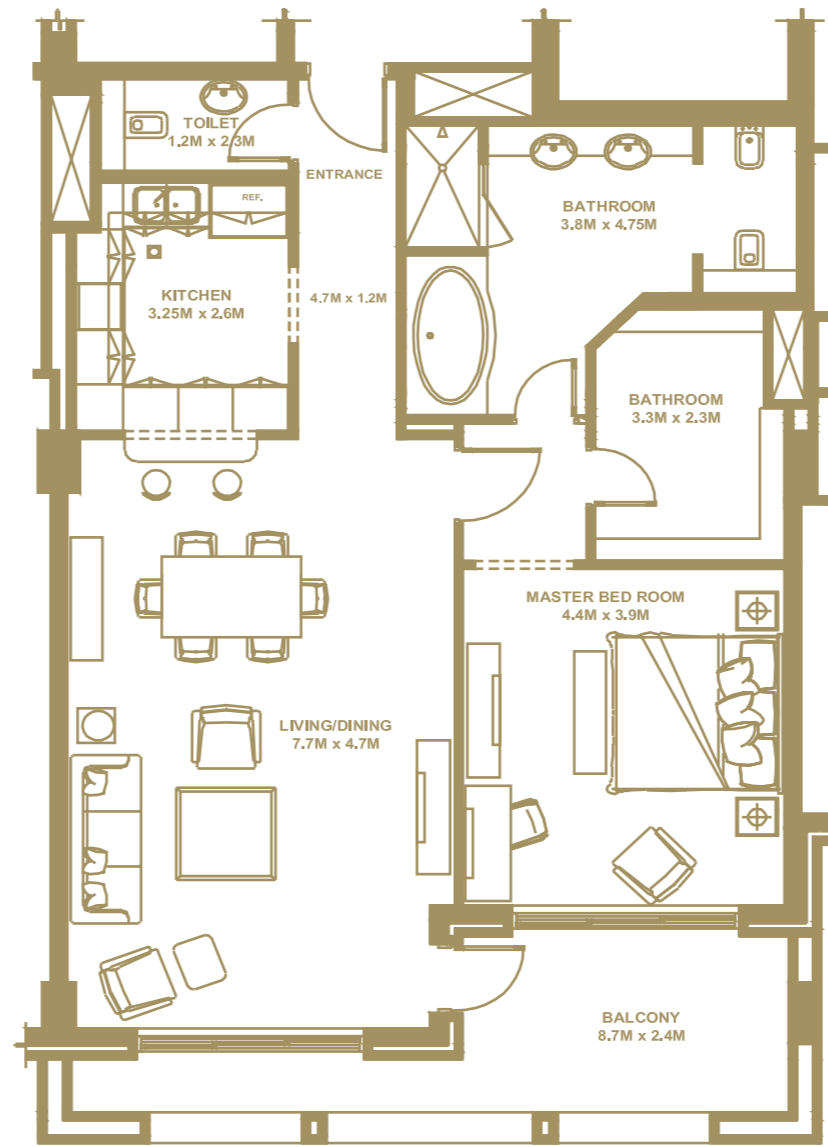 TOILET
1.2M x 2.3M
ENTRANCE
REF.
BATHROOM
3.8M x 4.75M
KITCHEN
3.25M x 2.6M
4.7M x 1.2M
BATHROOM
3.3M x 2.3M
MASTER BED ROOM
4.4M x 3.9M
LIVING/DINING
7.7M x 4.7M
BALCONY
8.7M x 2.4M